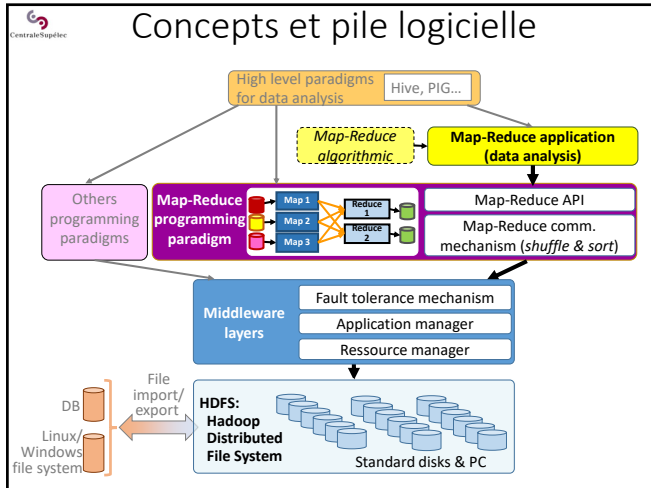 CentraleSupélec
Concepts et pile logicielle
High level paradigms
for data analysis
Hive, PIG…
Map-Reduce
algorithmic
Map-Reduce application
(data analysis)
Others
programming
paradigms
Map-Reduce
programming
paradigm
Map 1
Map 2
Map 3
Reduce
1
Reduce
2
Map-Reduce API
Map-Reduce comm.
mechanism (shuffle & sort)
Middleware
layers
Fault tolerance mechanism
Application manager
Ressource manager
DB
Linux/
Windows
file system
File
import/
export
HDFS:
Hadoop
Distributed
File System
Standard disks & PC